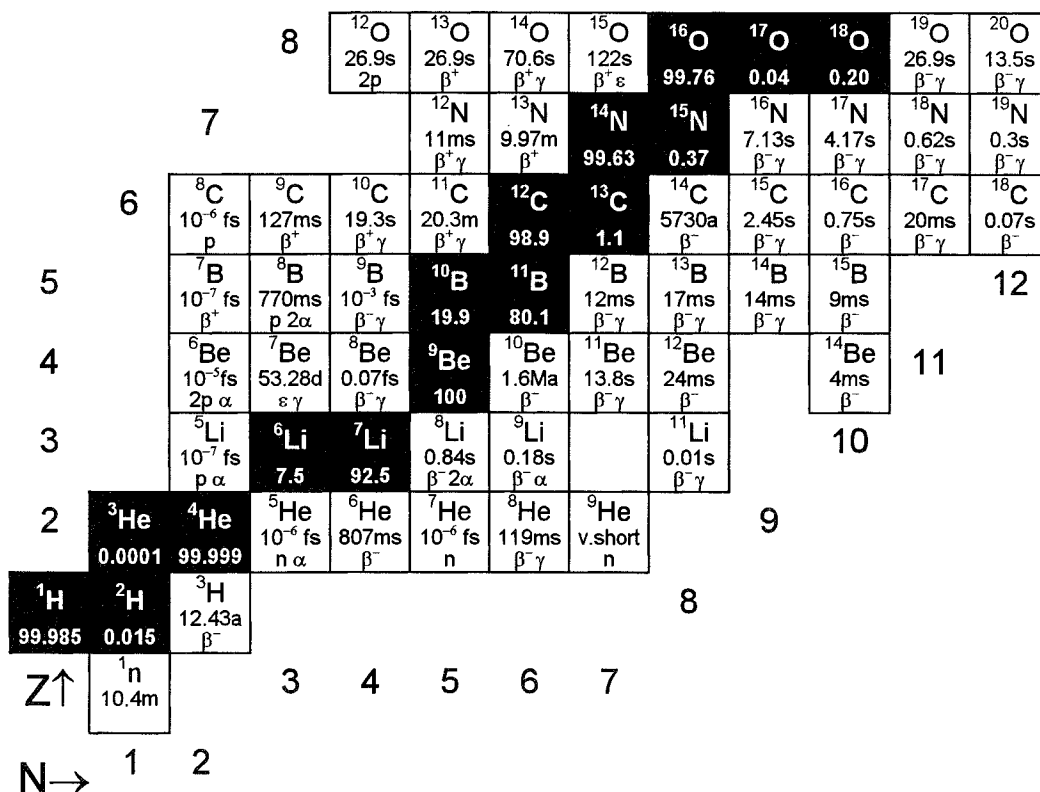 8 ¹²O ¹³O ¹⁴O ¹⁵O ¹⁶O ¹⁷O ¹⁸O ¹⁹O ²⁰O
26.9s 26.9s 70.6s 122s 99.76 0.04 0.20 26.9s 13.5s
2p β⁺ β⁺γ β⁺ε β⁻γ β⁻γ
7 ¹²N ¹³N ¹⁴N ¹⁵N ¹⁶N ¹⁷N ¹⁸N ¹⁹N
11ms 9.97m 99.63 0.37 7.13s 4.17s 0.62s 0.3s
β⁺γ β⁺ β⁻γ β⁻γ β⁻γ β⁻γ
6 ⁸C ⁹C ¹⁰C ¹¹C ¹²C ¹³C ¹⁴C ¹⁵C ¹⁶C ¹⁷C ¹⁸C
10⁻⁶ fs 127ms 19.3s 20.3m 98.9 1.1 5730a 2.45s 0.75s 20ms 0.07s
p β⁺ β⁺γ β⁺γ β⁻ β⁻γ β⁻ β⁻γ β⁻
5 ⁷B ⁸B ⁹B ¹⁰B ¹¹B ¹²B ¹³B ¹⁴B ¹⁵B 12
10⁻⁷ fs 770ms 10⁻³ fs 19.9 80.1 12ms 17ms 14ms 9ms
β⁺ p 2α β⁻γ β⁻γ β⁻γ β⁻γ β⁻
4 ⁶Be ⁷Be ⁸Be ⁹Be ¹⁰Be ¹¹Be ¹²Be ¹⁴Be 11
10⁻⁵fs 53.28d 0.07fs 100 1.6Ma 13.8s 24ms 4ms
2p α ε γ β⁻γ β⁻ β⁻γ β⁻ β⁻
3 ⁵Li ⁶Li ⁷Li ⁸Li ⁹Li ¹¹Li 10
10⁻⁷ fs 7.5 92.5 0.84s 0.18s 0.01s
p α β⁻2α β⁻α β⁻γ
2 ³He ⁴He ⁵He ⁶He ⁷He ⁸He ⁹He 9
0.0001 99.999 10⁻⁶ fs 807ms 10⁻⁶ fs 119ms v.short
n α β⁻ n β⁻γ n
¹H ²H ³H 8
99.985 0.015 12.43a
β⁻
Z↑ ¹n 3 4 5 6 7
10.4m
N→ 1 2